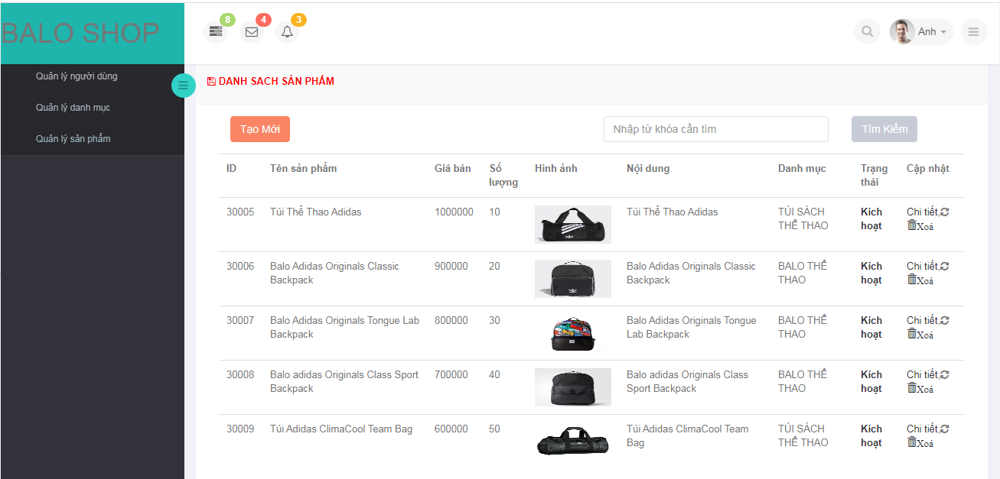 BALO SHOP
8
4
3
Anh
Quản lý người dùng
Quản lý danh mục
Quản lý sản phẩm
DANH SACH SẢN PHẨM
Tạo Mới
Nhập từ khóa cần tìm
Tìm Kiếm
ID Tên sản phẩm Giá bán Số Hình ảnh Nội dung Danh mục Trạng Cập nhật
lượng thái
30005 Túi Thể Thao Adidas 1000000 10 Túi Thể Thao Adidas TÚI SÁCH Kích Chi tiết,
THỂ THAO hoạt Xoá
30006 Balo Adidas Originals Classic 900000 20 Balo Adidas Originals Classic BALO THỂ Kích Chi tiết,
Backpack Backpack THAO hoạt Xoá
30007 Balo Adidas Originals Tongue Lab 800000 30 Balo Adidas Originals Tongue BALO THỂ Kích Chi tiết,
Backpack Lab Backpack THAO hoạt Xoá
30008 Balo adidas Originals Class Sport 700000 40 Balo adidas Originals Class BALO THỂ Kích Chi tiết,
Backpack Sport Backpack THAO hoạt Xoá
30009 Túi Adidas ClimaCool Team Bag 600000 50 Túi Adidas ClimaCool Team TÚI SÁCH Kích Chi tiết,
Bag THỂ THAO hoạt Xoá